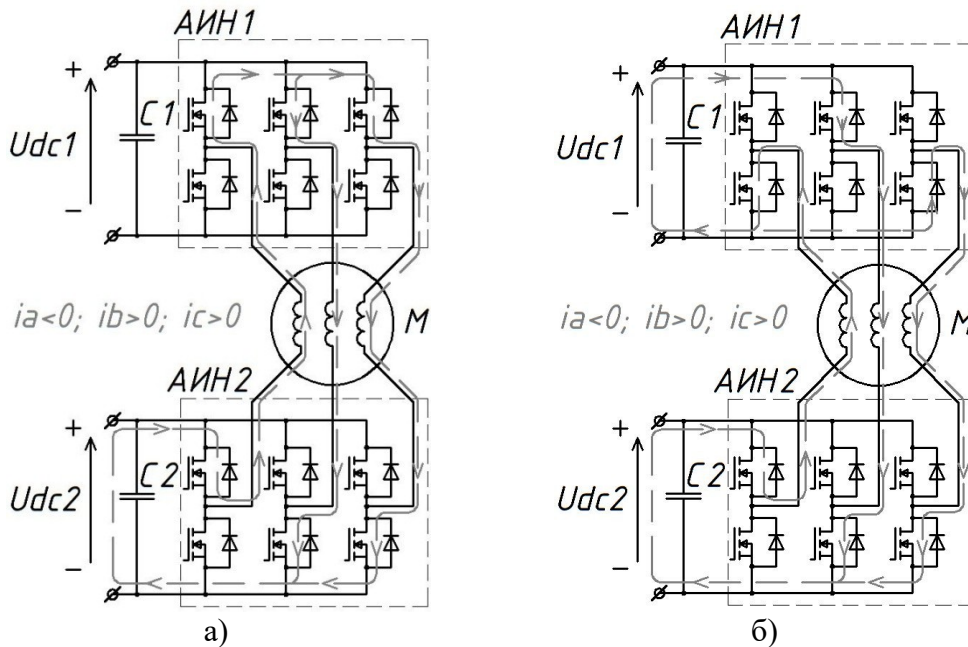 АИН1
+
C1
Udc1
−
ia<0; ib>0; ic>0
М
АИН2
+
C2
Udc2
−
а)
АИН1
+
C1
Udc1
−
ia<0; ib>0; ic>0
М
АИН2
+
C2
Udc2
−
б)